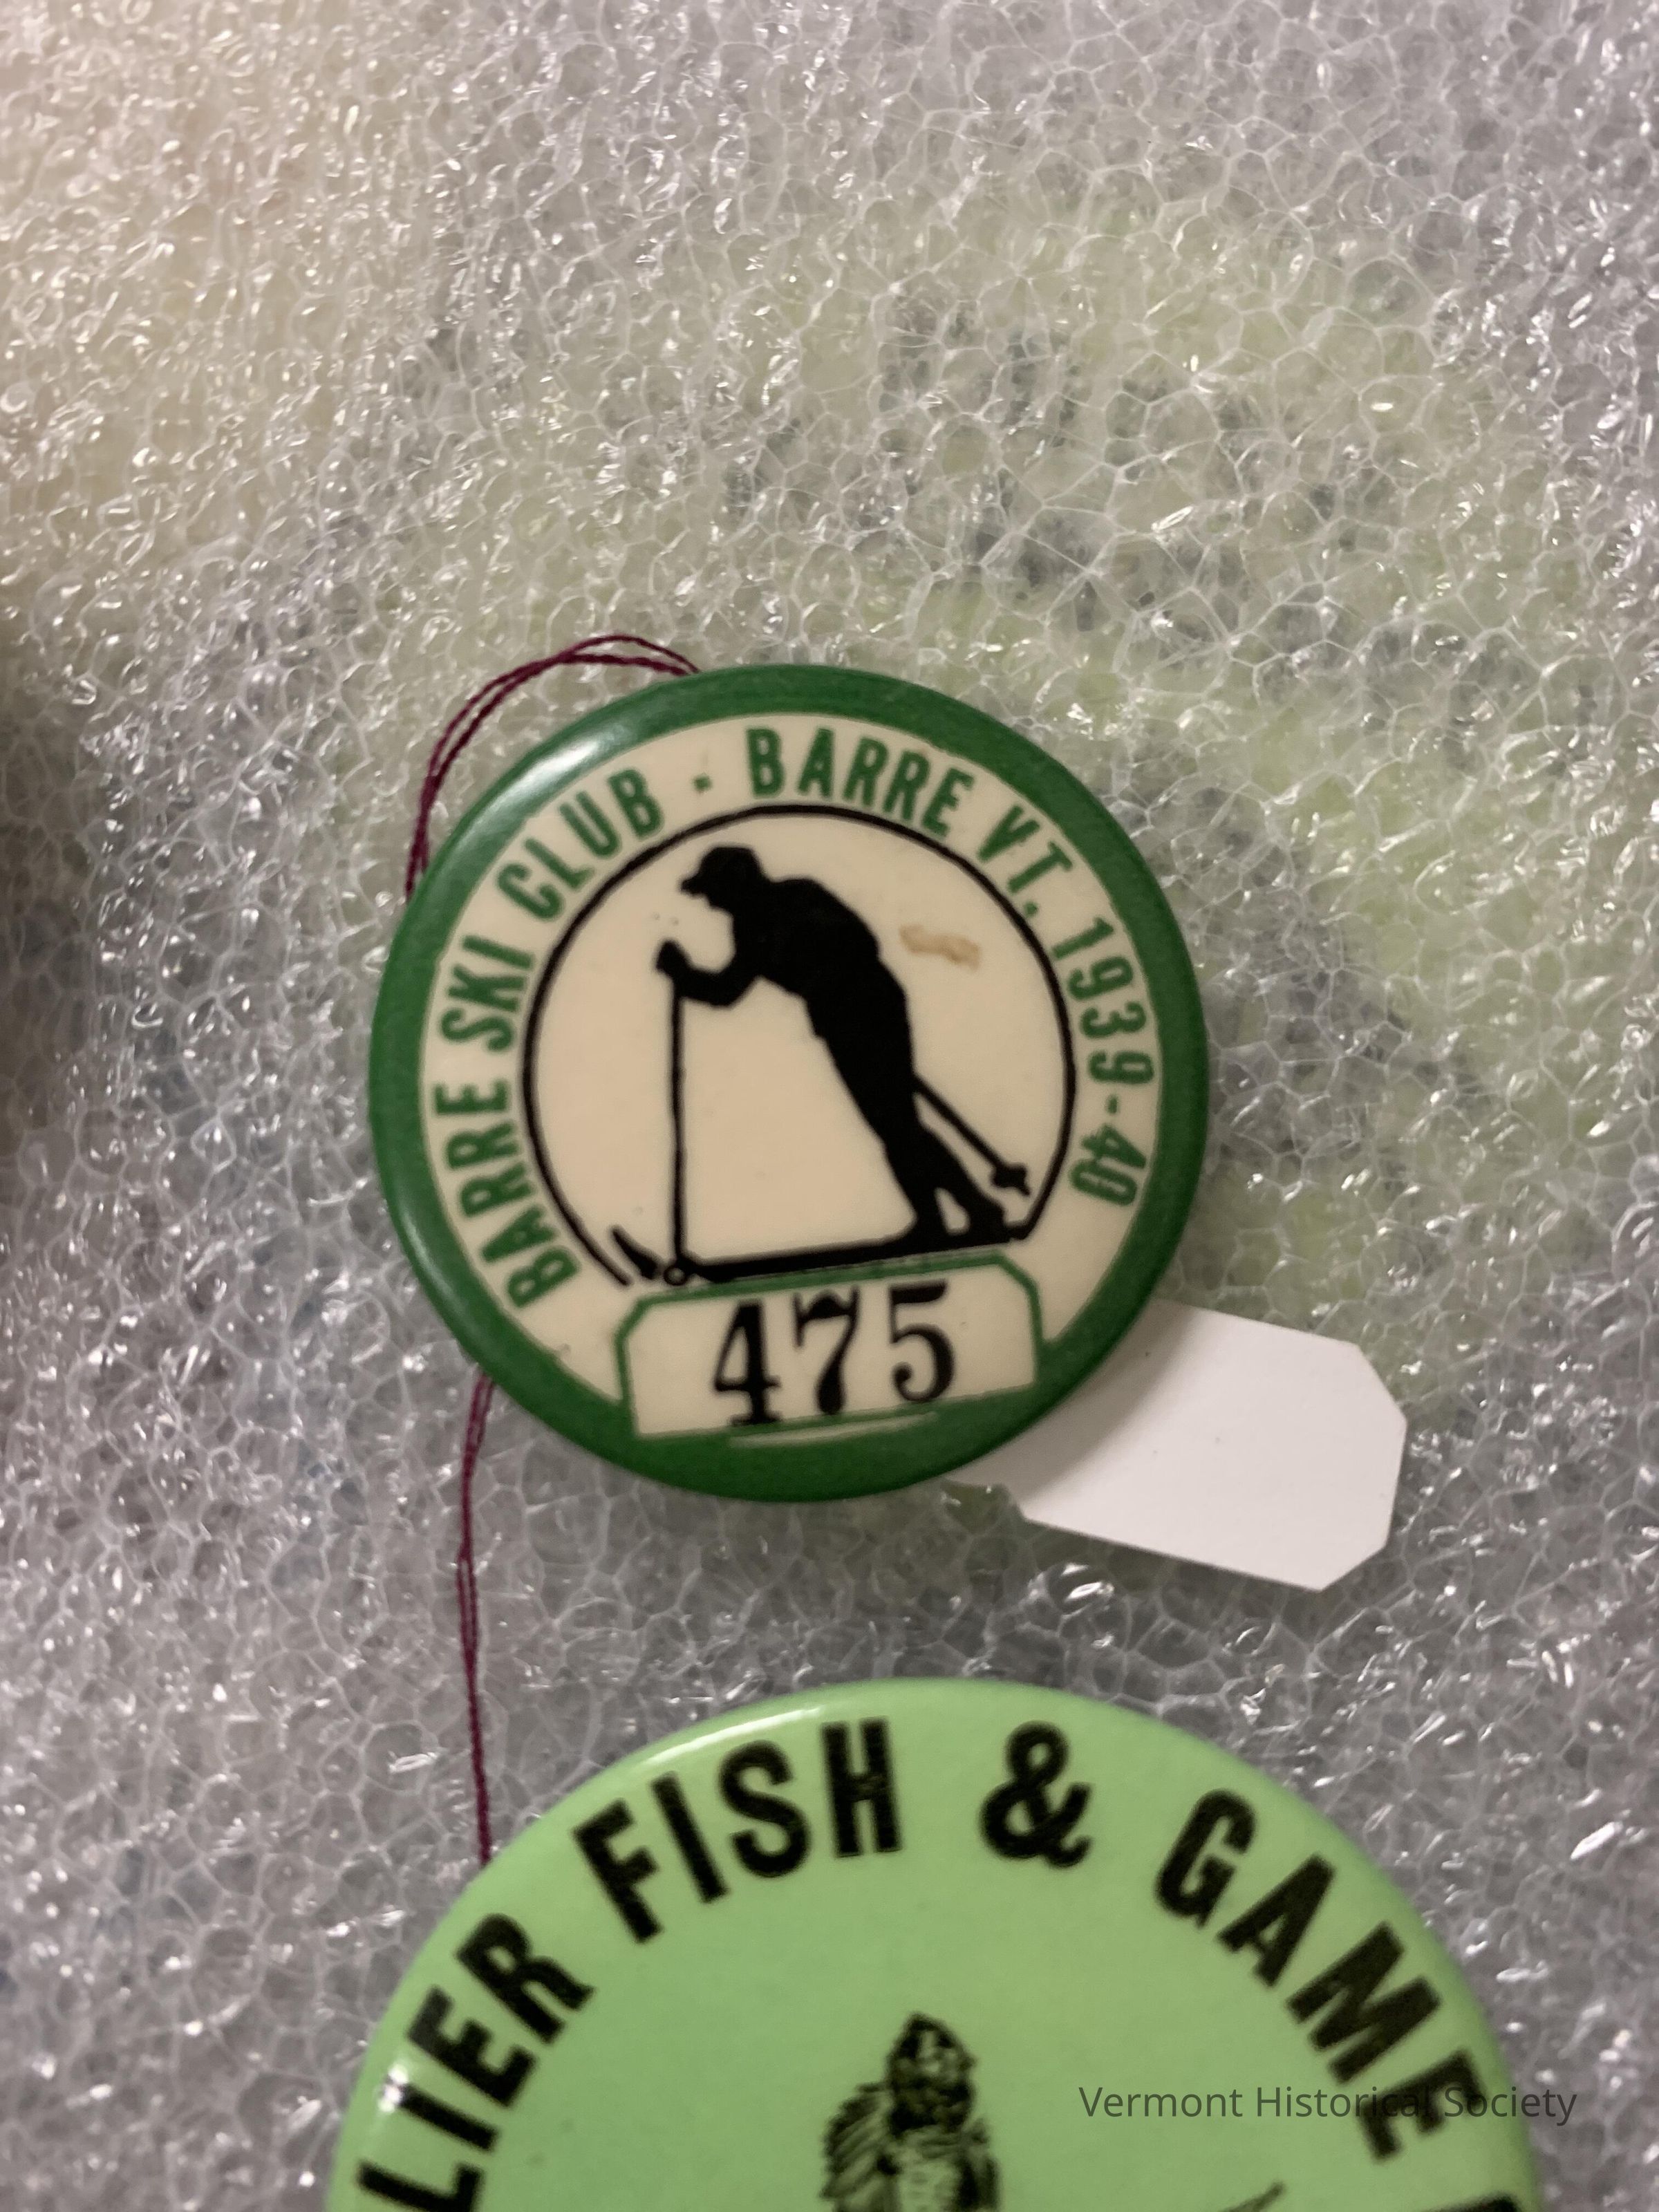 BARRE SKI CLUB - BARRE VT. 1939-40
475
LIER FISH & GAME
Vermont Historical Society